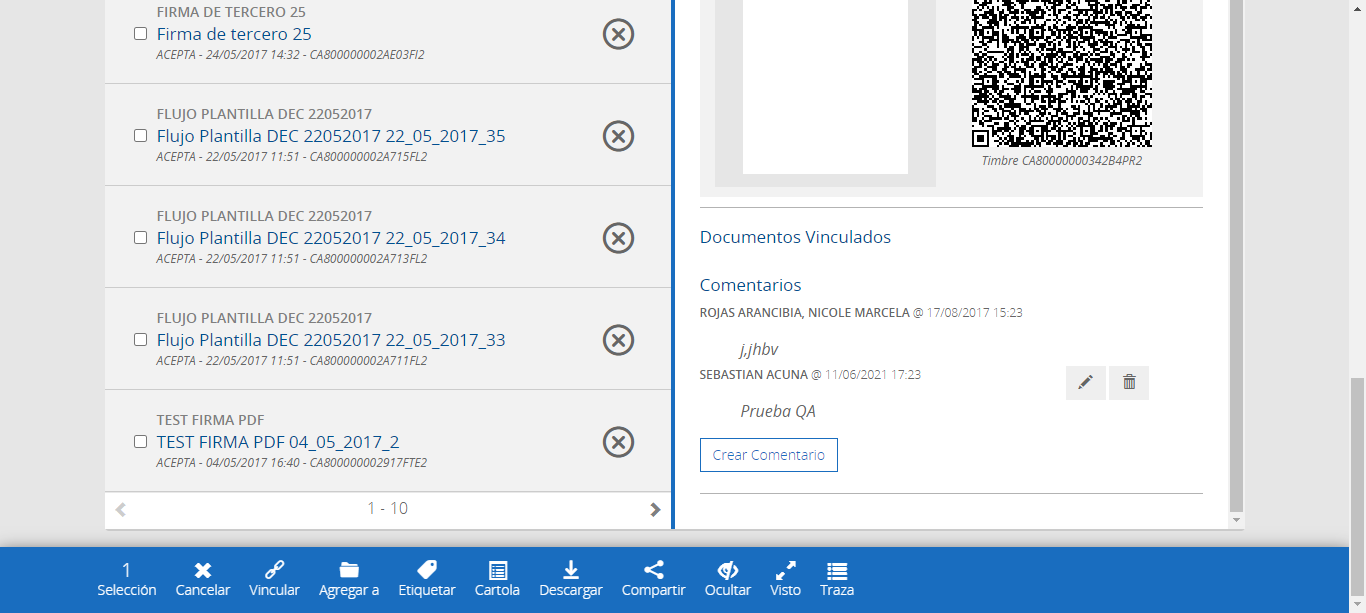 FIRMA DE TERCERO 25
Firma de tercero 25
ACEPTA - 24/05/2017 14:32 - CA800000002AE03FI2
FLUJO PLANTILLA DEC 22052017
Flujo Plantilla DEC 22052017 22_05_2017_35
ACEPTA - 22/05/2017 11:51 - CA800000002A715FL2
FLUJO PLANTILLA DEC 22052017
Flujo Plantilla DEC 22052017 22_05_2017_34
ACEPTA - 22/05/2017 11:51 - CA800000002A713FL2
FLUJO PLANTILLA DEC 22052017
Flujo Plantilla DEC 22052017 22_05_2017_33
ACEPTA - 22/05/2017 11:51 - CA800000002A711FL2
TEST FIRMA PDF
TEST FIRMA PDF 04_05_2017_2
ACEPTA - 04/05/2017 16:40 - CA800000002917FTE2
1 - 10
Timbre CA80000000342B4PR2
Documentos Vinculados
Comentarios
ROJAS ARANCIBIA, NICOLE MARCELA @ 17/08/2017 15:23
j,jhbv
SEBASTIAN ACUNA @ 11/06/2021 17:23
Prueba QA
Crear Comentario
1
Selección Cancelar Vincular Agregar a Etiquetar Cartola Descargar Compartir Ocultar Visto Traza